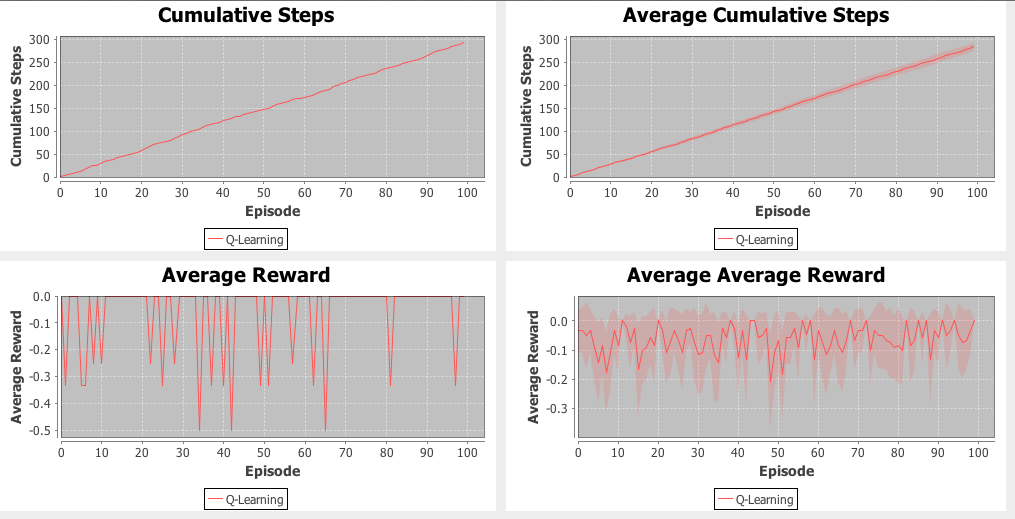 Cumulative Steps
Cumulative Steps
300
250
200
150
100
50
0
0 10 20 30 40 50 60 70 80 90 100
Episode
Q-Learning
Average Cumulative Steps
Cumulative Steps
300
250
200
150
100
50
0
0 10 20 30 40 50 60 70 80 90 100
Episode
Q-Learning
Average Reward
Average Reward
0.0
-0.1
-0.2
-0.3
-0.4
-0.5
0 10 20 30 40 50 60 70 80 90 100
Episode
Q-Learning
Average Average Reward
Average Reward
0.0
-0.1
-0.2
-0.3
0 10 20 30 40 50 60 70 80 90 100
Episode
Q-Learning